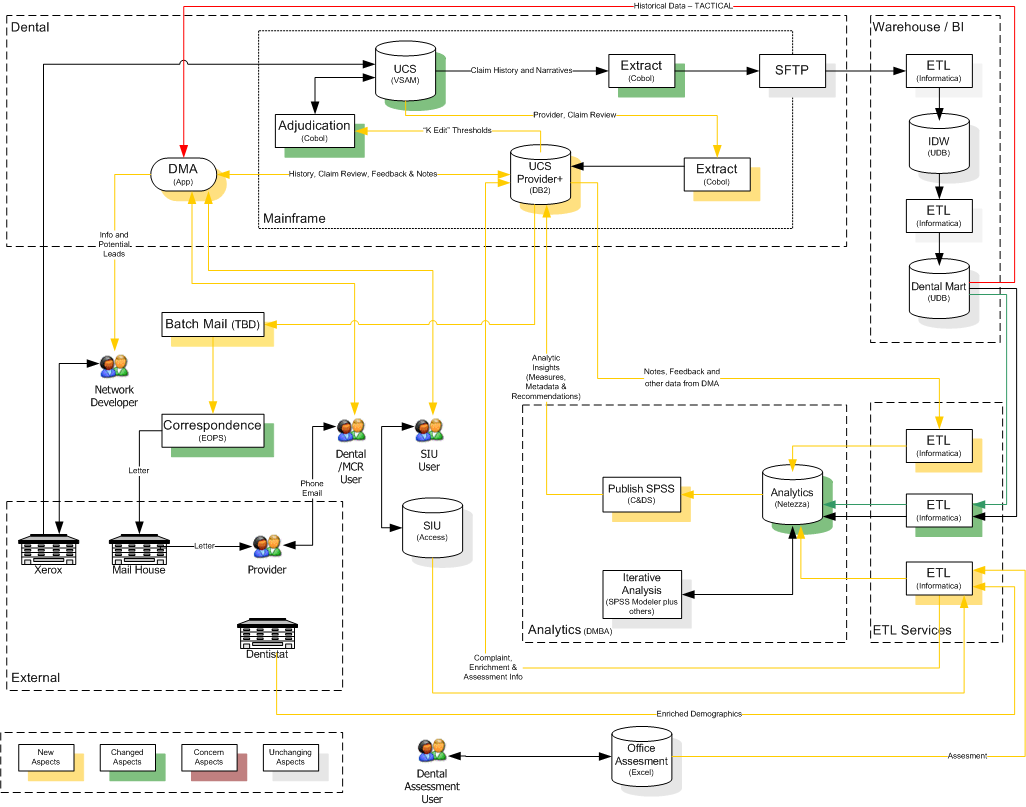 Historical Data – TACTICAL
Dental
Warehouse / BI
UCS
(VSAM)
Claim History and Narratives
Extract
(Cobol)
SFTP
ETL
(Informatica)
Adjudication
(Cobol)
Provider, Claim Review
"K Edit" Thresholds
IDW
(UDB)
DMA
(App)
History, Claim Review, Feedback & Notes
UCS
Provider+
(DB2)
Extract
(Cobol)
Mainframe
ETL
(Informatica)
Info and
Potential
Leads
Dental Mart
(UDB)
Batch Mail (TBD)
Analytic
Insights
(Measures,
Metadata &
Recommendations)
Notes, Feedback and
other data from DMA
Network
Developer
Correspondence
(EOPS)
Dental
/MCR
User
SIU
User
ETL
(Informatica)
Letter
Phone
Email
Publish SPSS
(C&DS)
Analytics
(Netezza)
ETL
(Informatica)
SIU
(Access)
Xerox
Mail House
Letter
Provider
Iterative
Analysis
(SPSS Modeler plus
others)
ETL
(Informatica)
Analytics (DMBA)
ETL Services
Dentistat
External
Complaint,
Enrichment &
Assessment Info
Enriched Demographics
New
Aspects
Changed
Aspects
Concern
Aspects
Unchanging
Aspects
Dental
Assessment
User
Office
Assesment
(Excel)
Assesment